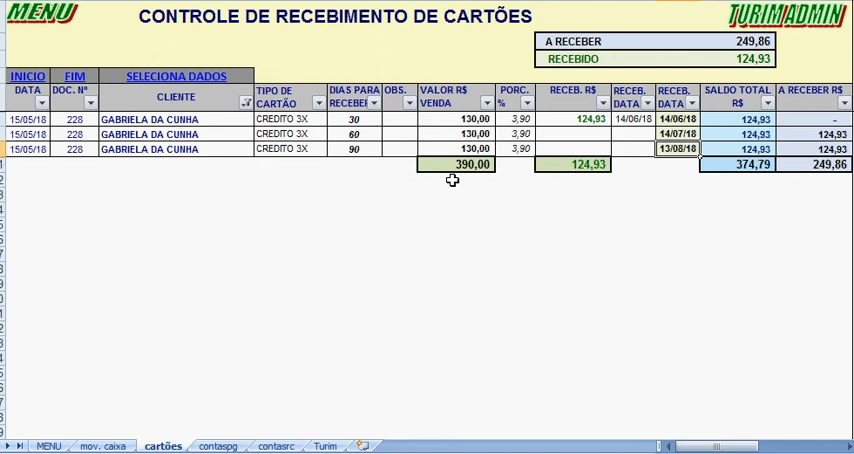 MENU CONTROLE DE RECEBIMENTO DE CARTÕES TURIM/ADMIN
A RECEBER 249,86
RECEBIDO 124,93
INICIO FIM SELECIONA DADOS
DATA DOC. Nº CLIENTE TIPO DE CARTÃO DIAS PARA RECEBER OBS. VALOR R$ VENDA PORC. % RECEB. R$ RECEB. DATA RECEB. DATA SALDO TOTAL R$ A RECEBER R$
15/05/18 228 GABRIELA DA CUNHA CREDITO 3X 30 130,00 3,90 124,93 14/06/18 14/06/18 124,93 -
15/05/18 228 GABRIELA DA CUNHA CREDITO 3X 60 130,00 3,90 14/07/18 124,93 124,93
15/05/18 228 GABRIELA DA CUNHA CREDITO 3X 90 130,00 3,90 13/08/18 124,93 124,93
390,00 124,93 374,79 249,86
MENU mov. caixa cartões contaspg contasrc Turim